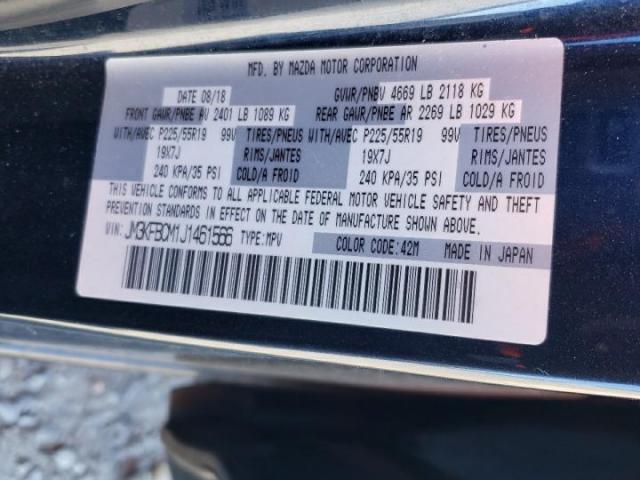 MFD. BY MAZDA MOTOR CORPORATION
DATE 08/18 GVWR/PNBV 4669 LB 2118 KG
FRONT GAWR/PNBE AV 2401 LB 1089 KG REAR GAWR/PNBE AR 2269 LB 1029 KG
WITH/AVEC P225/55R19 99V TIRES/PNEUS WITH/AVEC P225/55R19 99V TIRES/PNEUS
19X7J RIMS/JANTES 19X7J RIMS/JANTES
240 KPA/35 PSI COLD/A FROID 240 KPA/35 PSI COLD/A FROID
THIS VEHICLE CONFORMS TO ALL APPLICABLE FEDERAL MOTOR VEHICLE SAFETY AND THEFT
PREVENTION STANDARDS IN EFFECT ON THE DATE OF MANUFACTURE SHOWN ABOVE.
VIN: JM3KFBCM1J1461566 TYPE:MPV COLOR CODE:42M MADE IN JAPAN